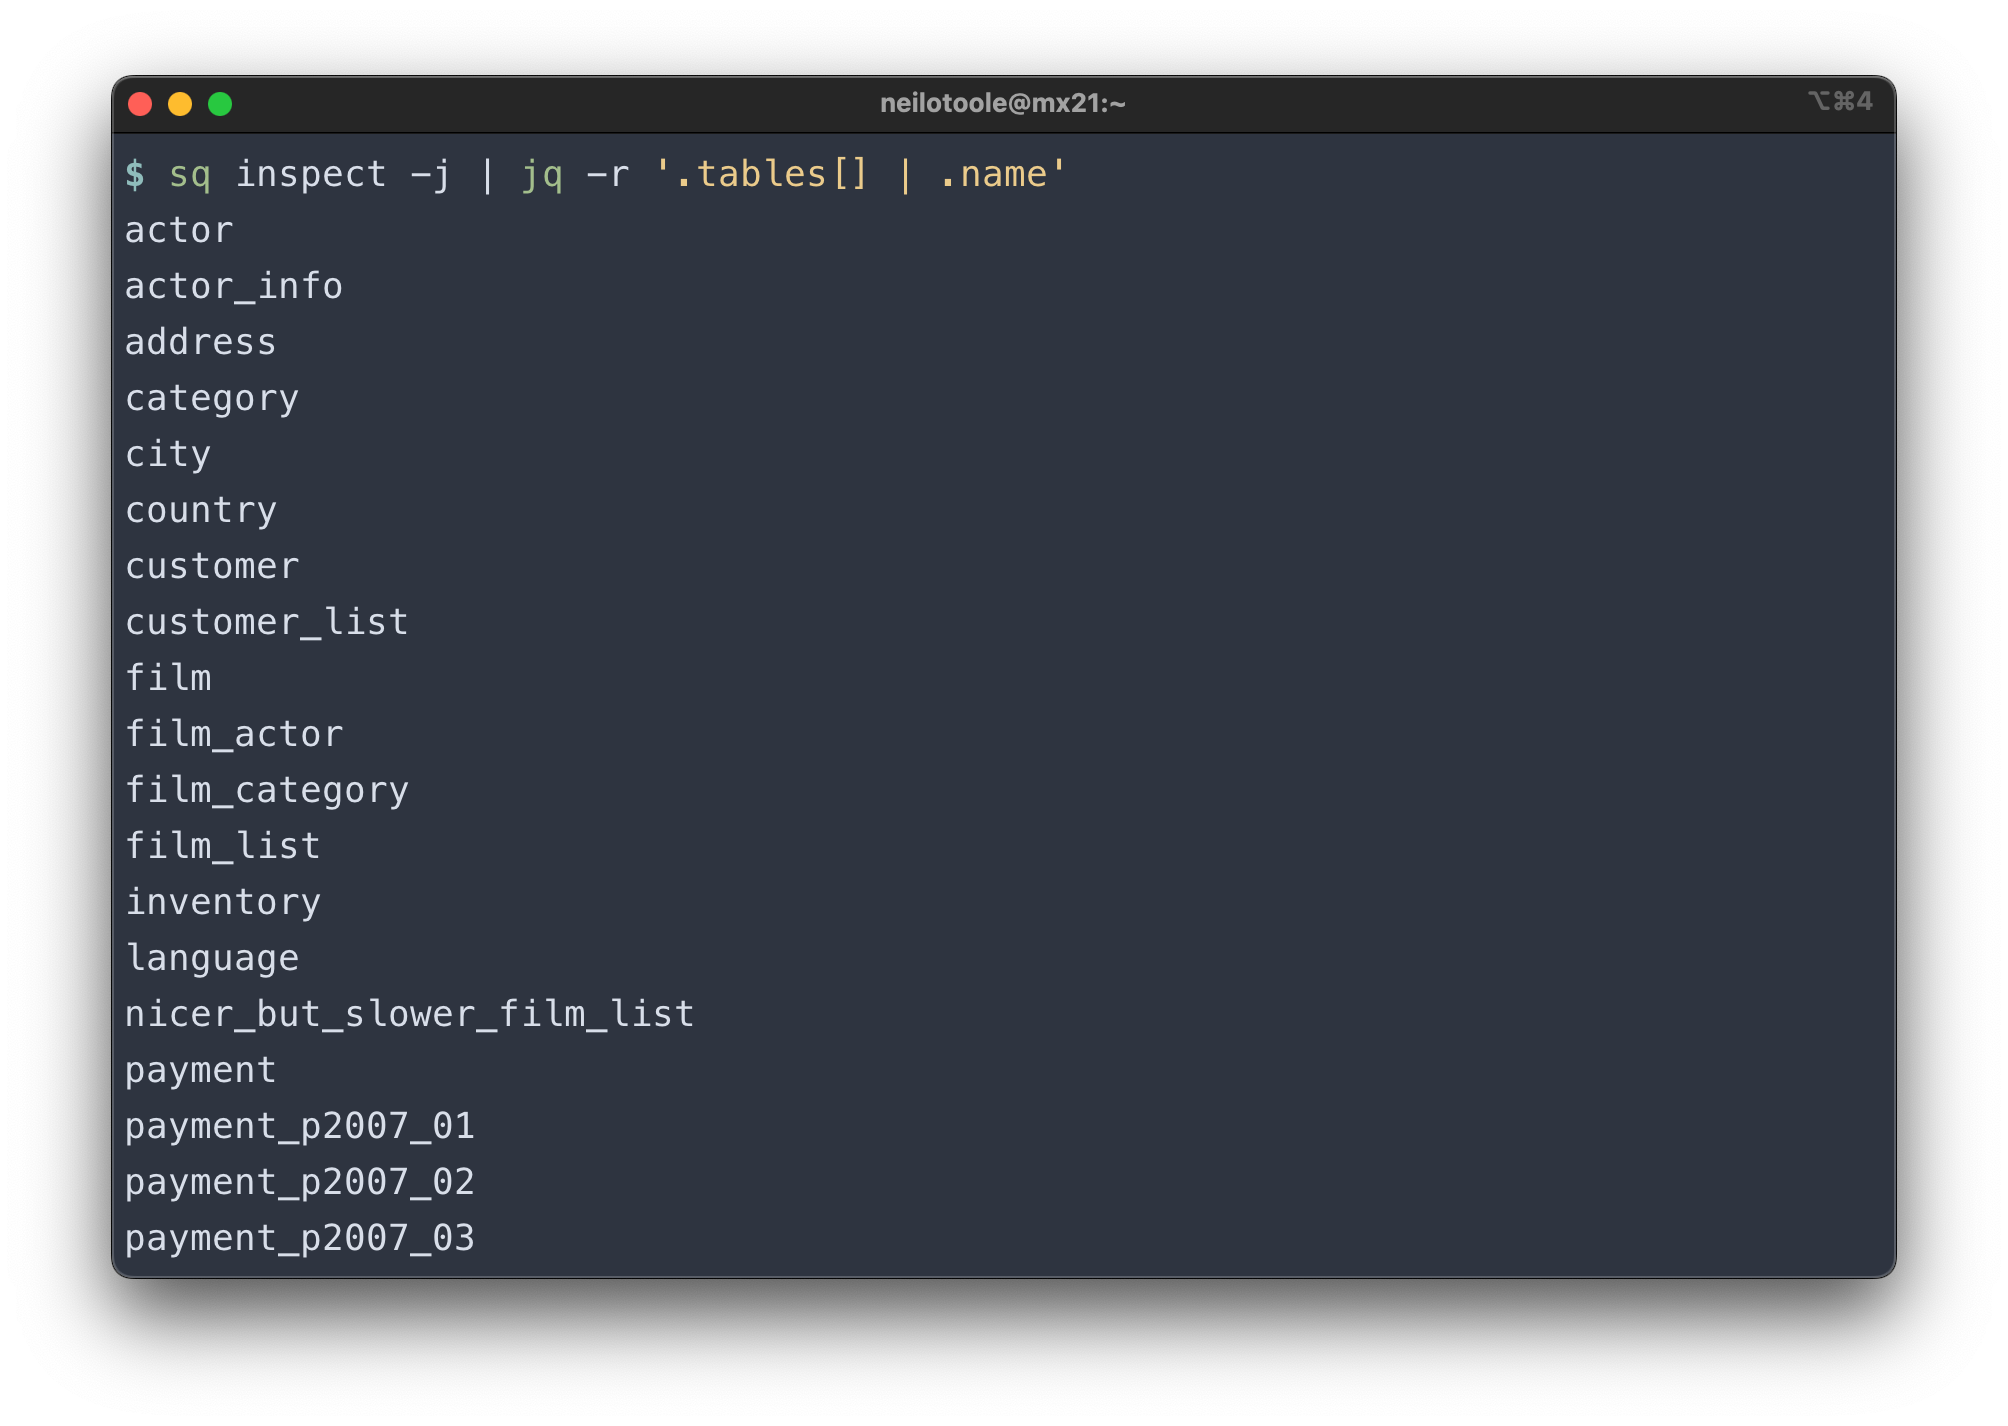 neilotoole@mx21:~
⌥⌘4
$ sq inspect -j | jq -r '.tables[] | .name'
actor
actor_info
address
category
city
country
customer
customer_list
film
film_actor
film_category
film_list
inventory
language
nicer_but_slower_film_list
payment
payment_p2007_01
payment_p2007_02
payment_p2007_03